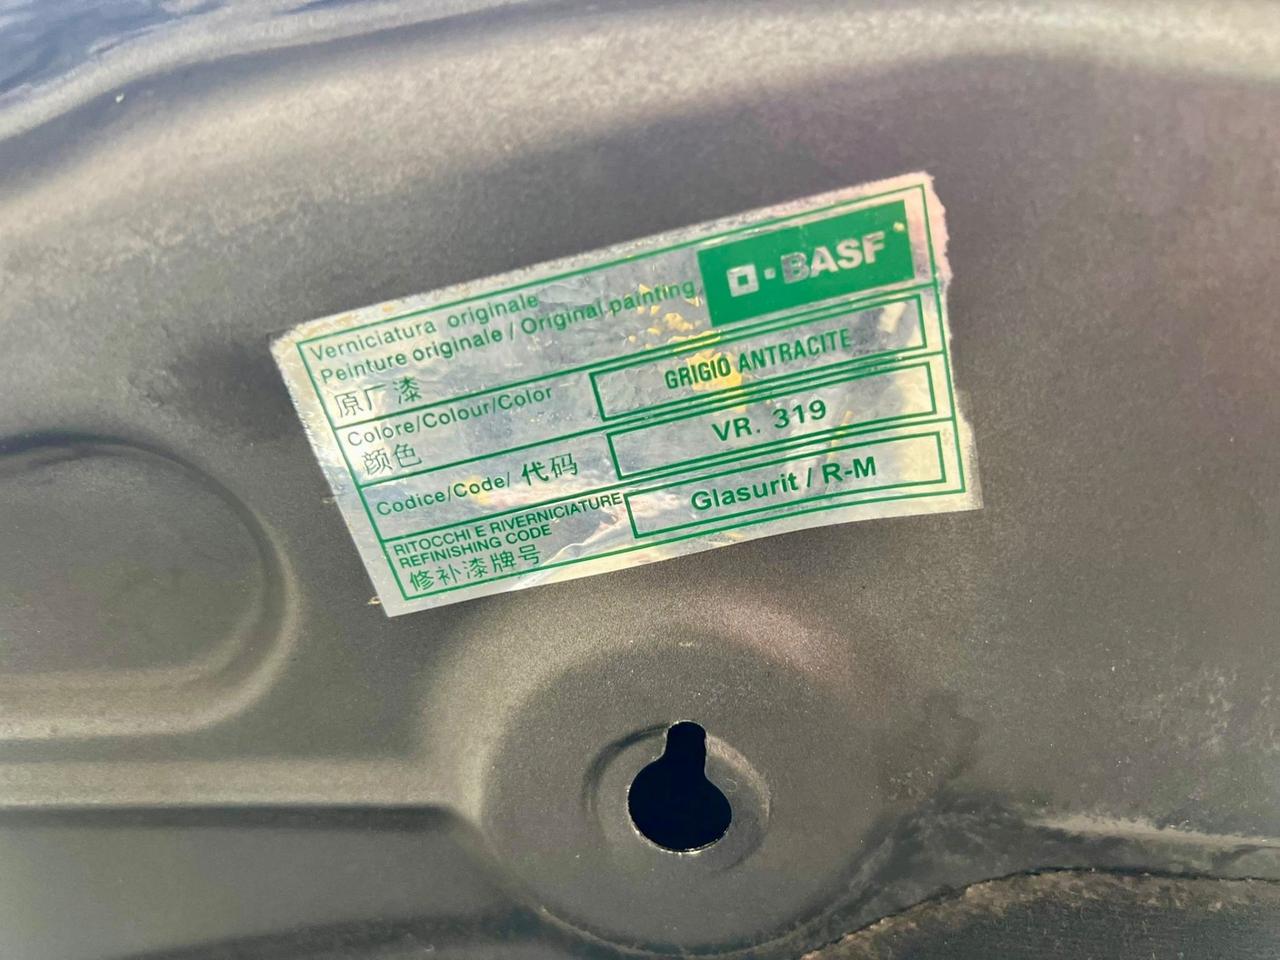 BASF
Verniciatura originale
Peinture originale / Original painting
原厂漆
Colore/Colour/Color
颜色
GRIGIO ANTRACITE
Codice/Code/ 代码
VR. 319
RITOCCHI E RIVERNICIATURE
REFINISHING CODE
修补漆牌号
Glasurit / R-M